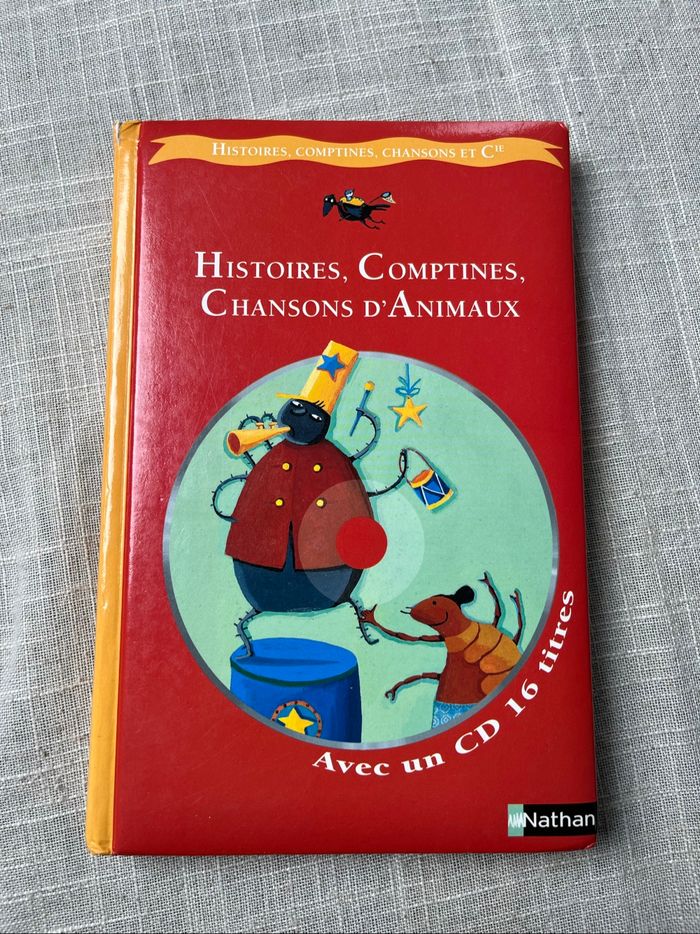 Histoires, comptines, chansons et Cie
Histoires, Comptines,
Chansons d'Animaux
Avec un CD 16 titres
Nathan